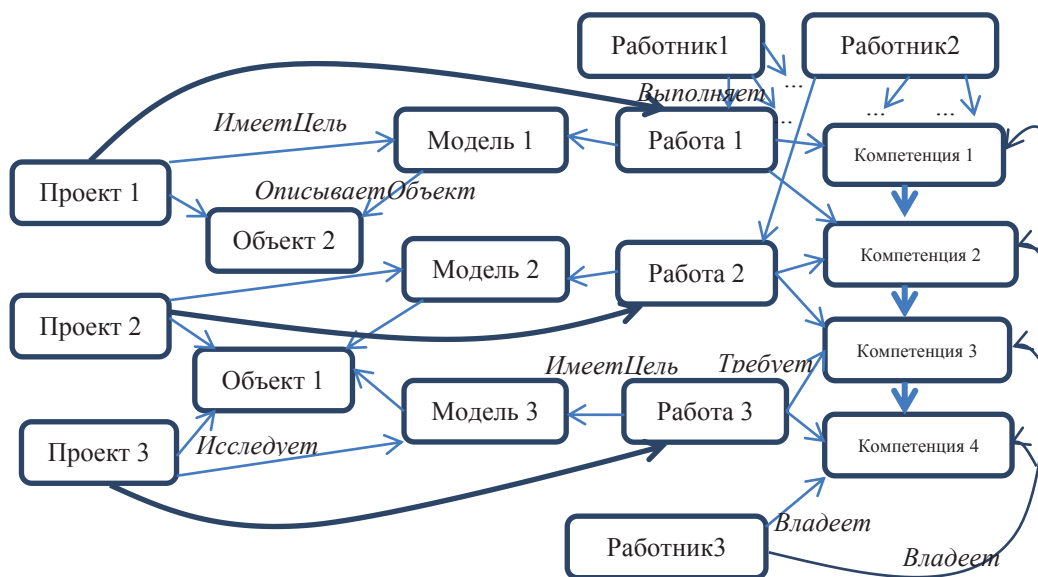 Работник1
Работник2
...
Выполняет
...
...
...
ИмеетЦель
Модель 1
Работа 1
Компетенция 1
Проект 1
ОписываетОбъект
Объект 2
Модель 2
Работа 2
Компетенция 2
Проект 2
Объект 1
ИмеетЦель
Требует
Компетенция 3
Модель 3
Работа 3
Проект 3
Исследует
Компетенция 4
Владеет
Работник3
Владеет